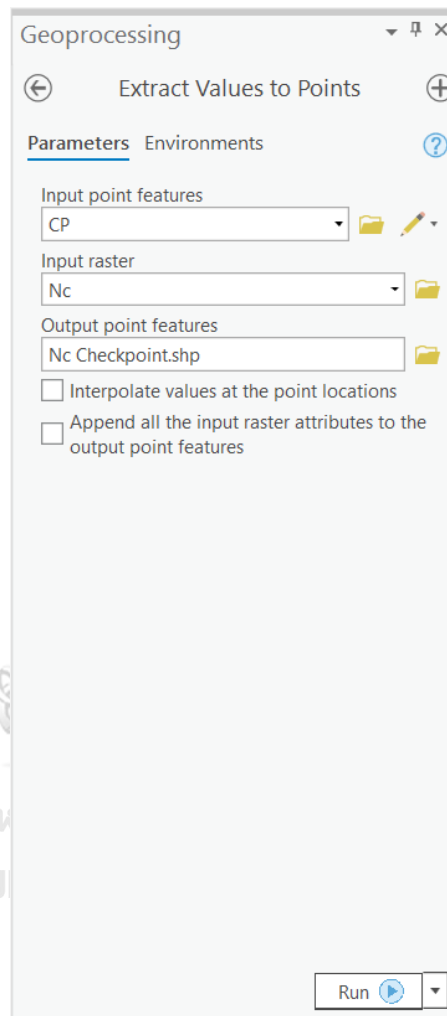 Geoprocessing
Extract Values to Points
Parameters Environments
Input point features
CP
Input raster
Nc
Output point features
Nc Checkpoint.shp
Interpolate values at the point locations
Append all the input raster attributes to the
output point features
Run